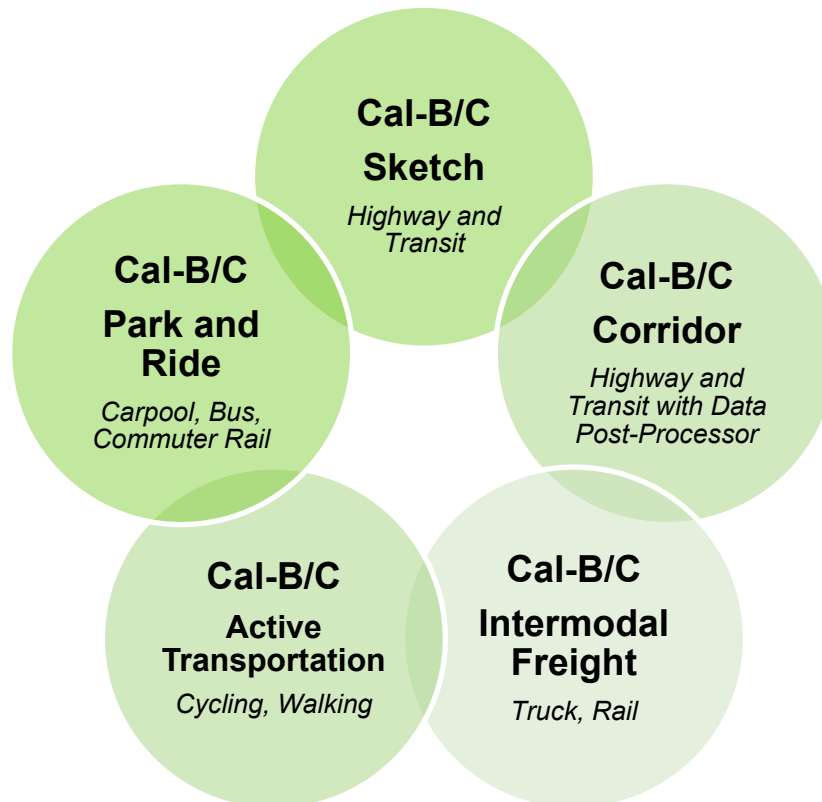 Cal-B/C
Sketch
Highway and
Transit
Cal-B/C
Corridor
Highway and
Transit with Data
Post-Processor
Cal-B/C
Intermodal
Freight
Truck, Rail
Cal-B/C
Active
Transportation
Cycling, Walking
Cal-B/C
Park and
Ride
Carpool, Bus,
Commuter Rail